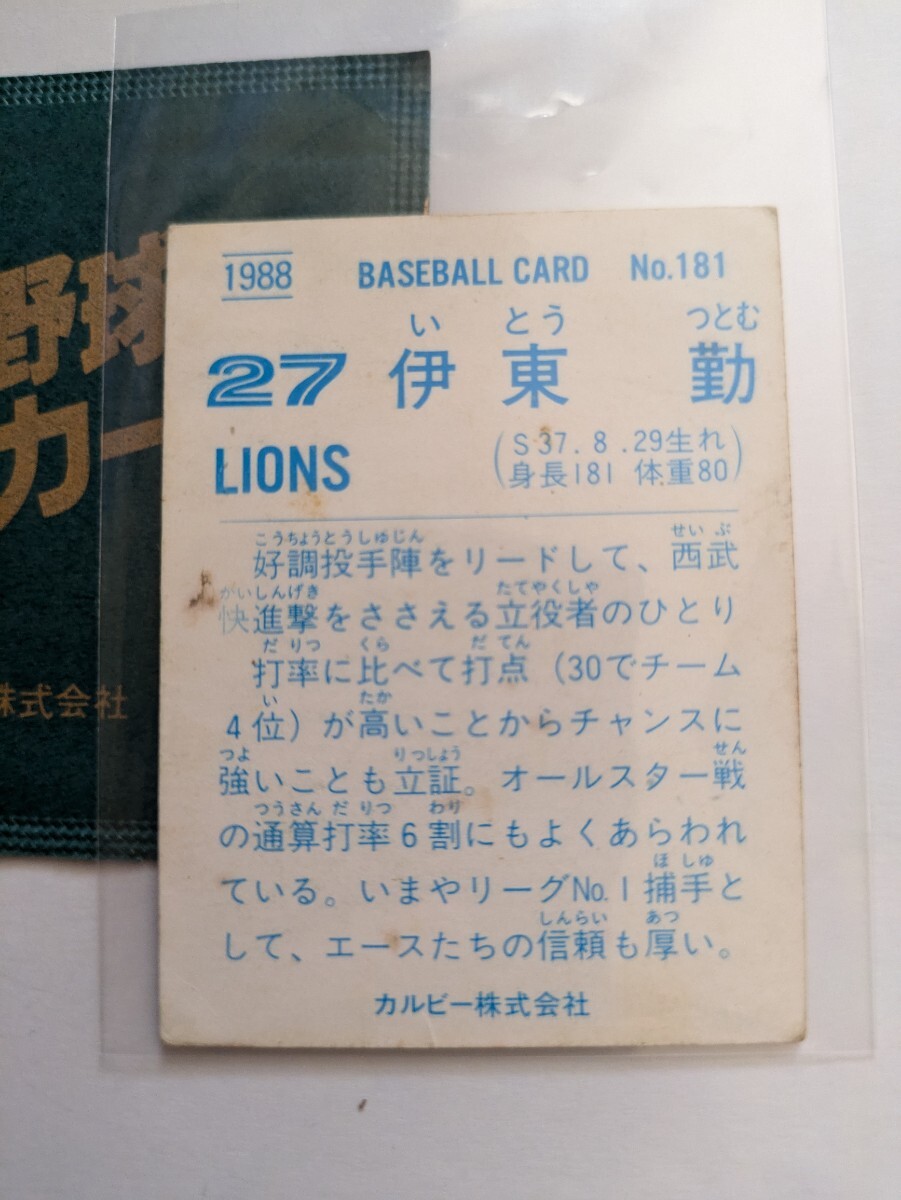 野球
カー
株式会社
1988 BASEBALL CARD No.181
い とう つとむ
27 伊東 勤
LIONS
(S37.8.29生れ
身長181 体重80)
こうちょうとうしゅじん せいぶ
好調投手陣をリードして、西武
かいしんげき たてやくしゃ
快進撃をささえる立役者のひとり
だりつ くら だてん
打率に比べて打点(30でチーム
い たか
4位)が高いことからチャンスに
つよ りっしょう せん
強いことも立証。オールスター戦
つうさんだりつ わり
の通算打率6割にもよくあらわれ
ほしゅ
ている。いまやリーグNo.1捕手と
しんらい あつ
して、エースたちの信頼も厚い。
カルビー株式会社